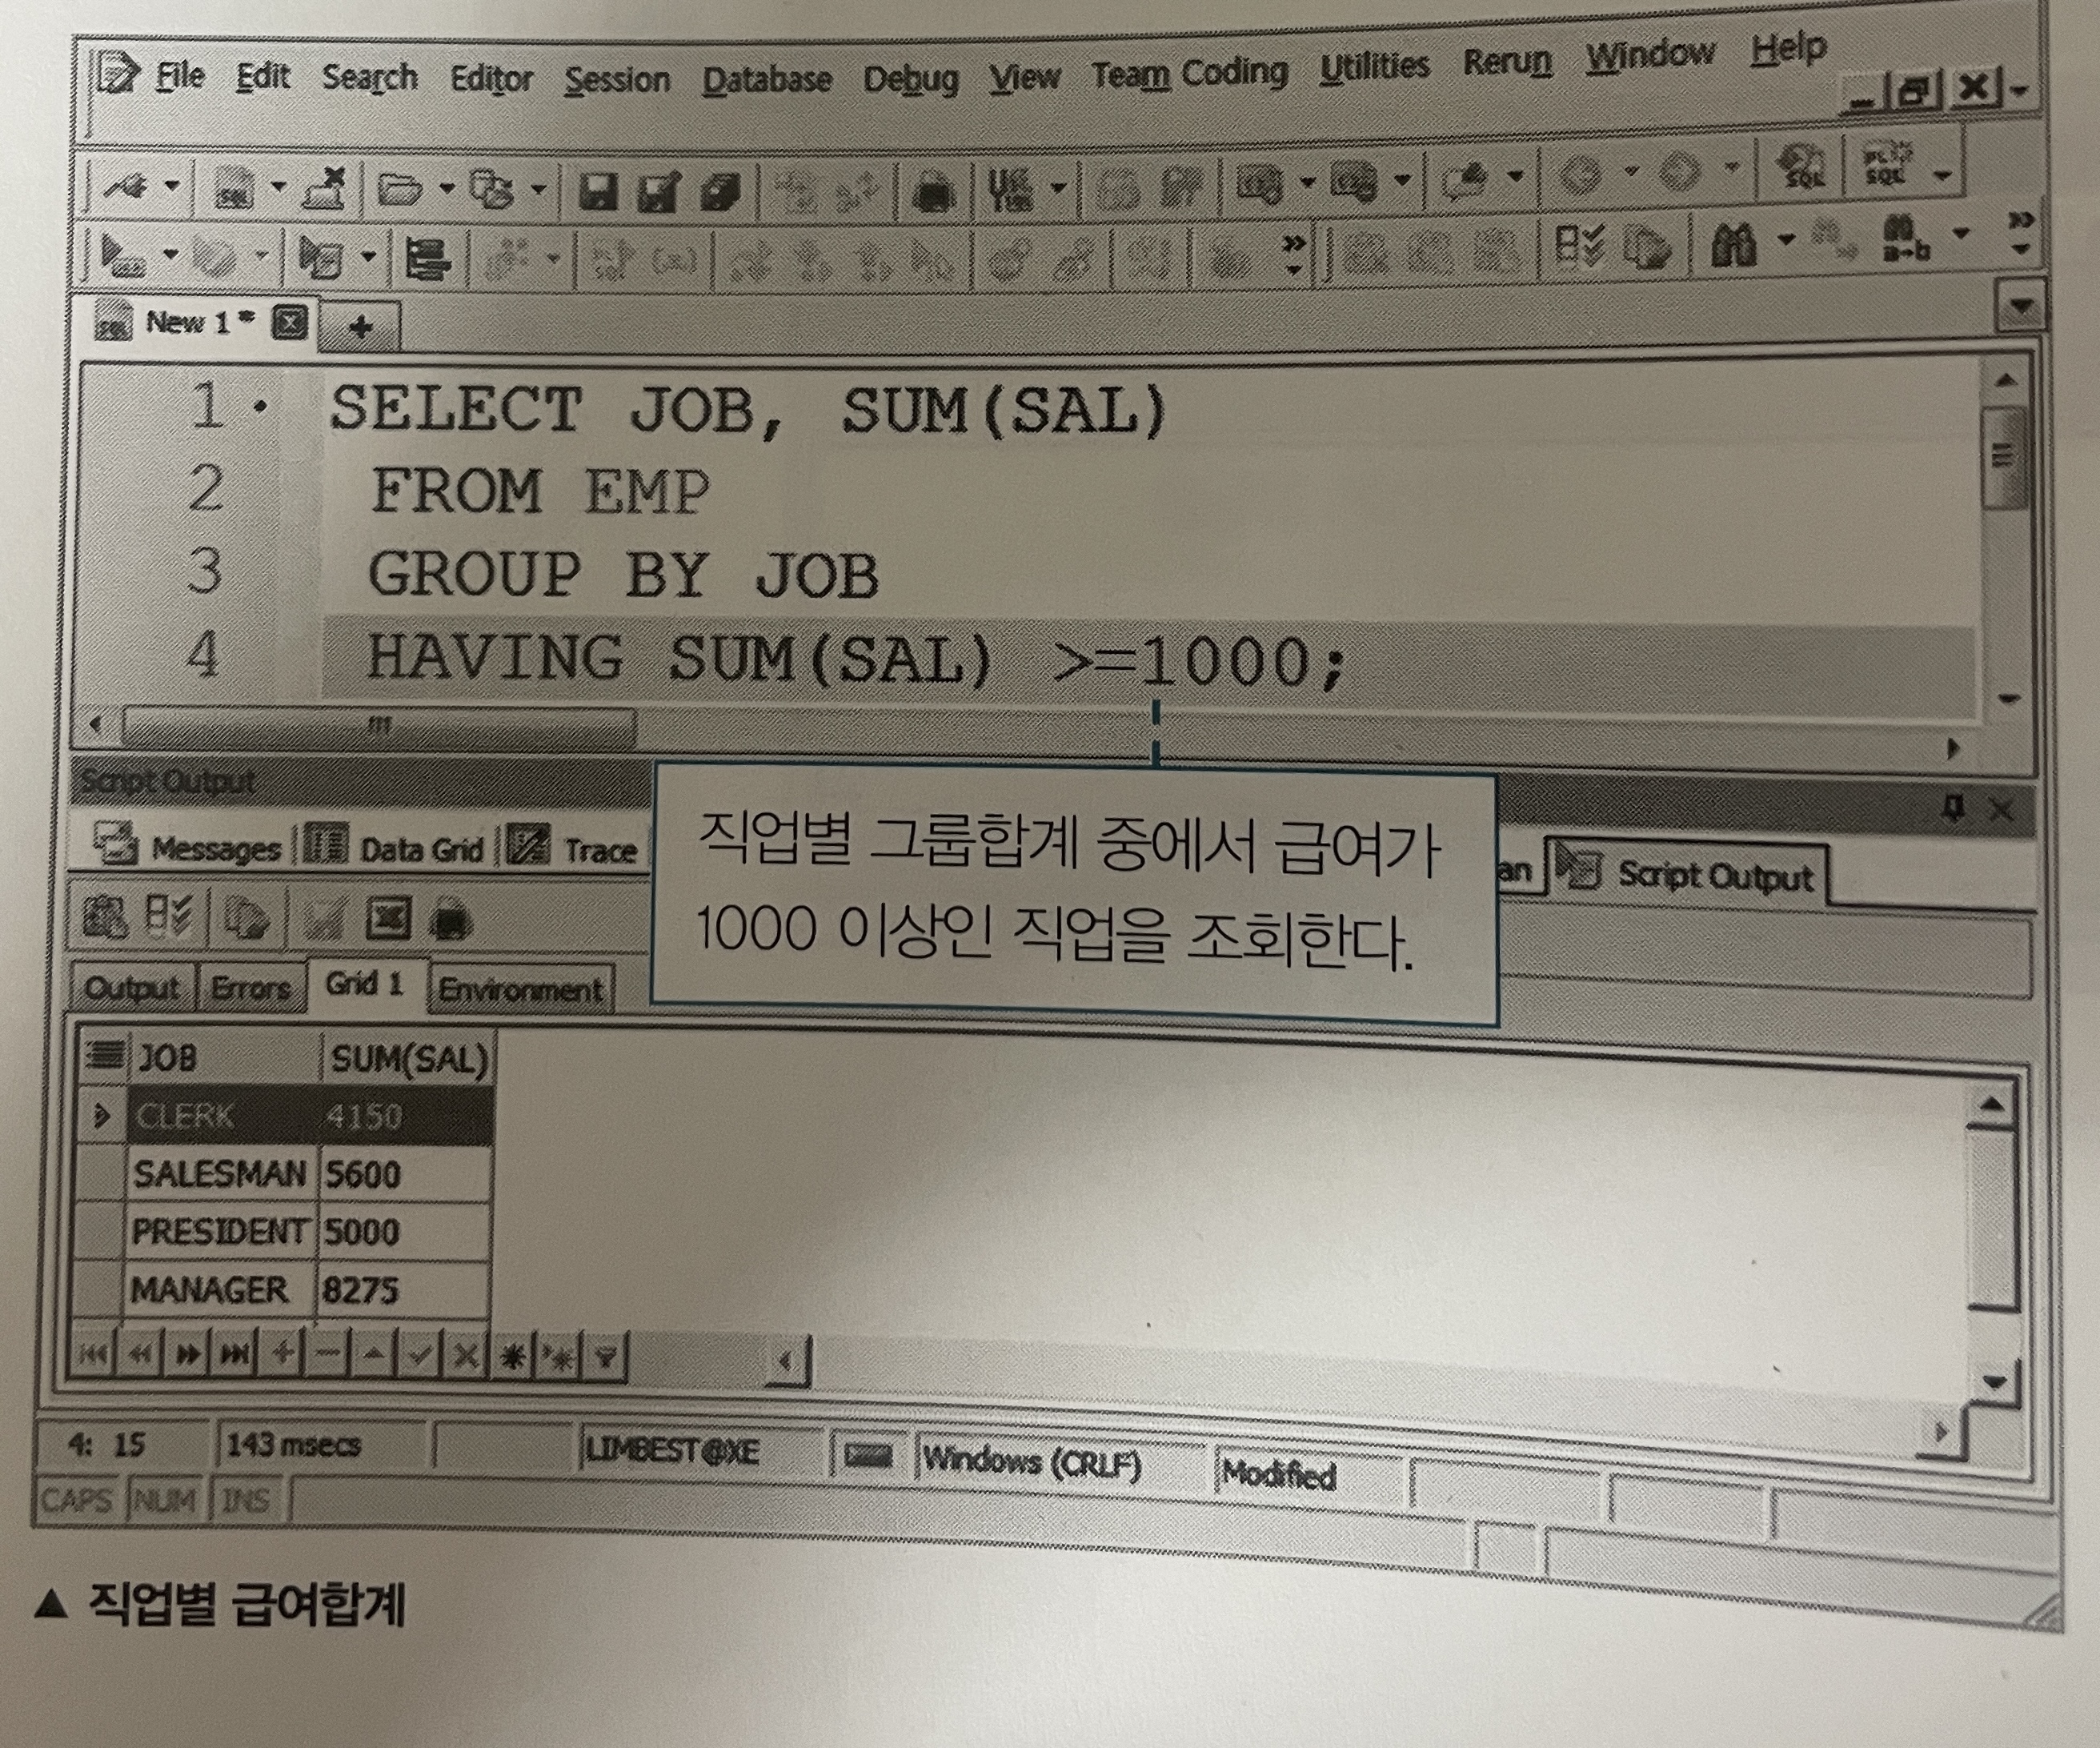 File Edit Search Editor Session Database Debug View Team Coding Utilities Rerun Window Help
SQL
SQL
New 1 *
1 SELECT JOB, SUM(SAL)
2 FROM EMP
3 GROUP BY JOB
4 HAVING SUM(SAL) >=1000;
Script Output
Messages Data Grid Trace an Script Output
직업별 그룹합계 중에서 급여가
1000 이상인 직업을 조회한다.
Output Errors Grid 1 Environment
JOB SUM(SAL)
CLERK 4150
SALESMAN 5600
PRESIDENT 5000
MANAGER 8275
4: 15 143 msecs LIMBEST@XE Windows (CRLF) Modified
CAPS NUM INS
▲ 직업별 급여합계